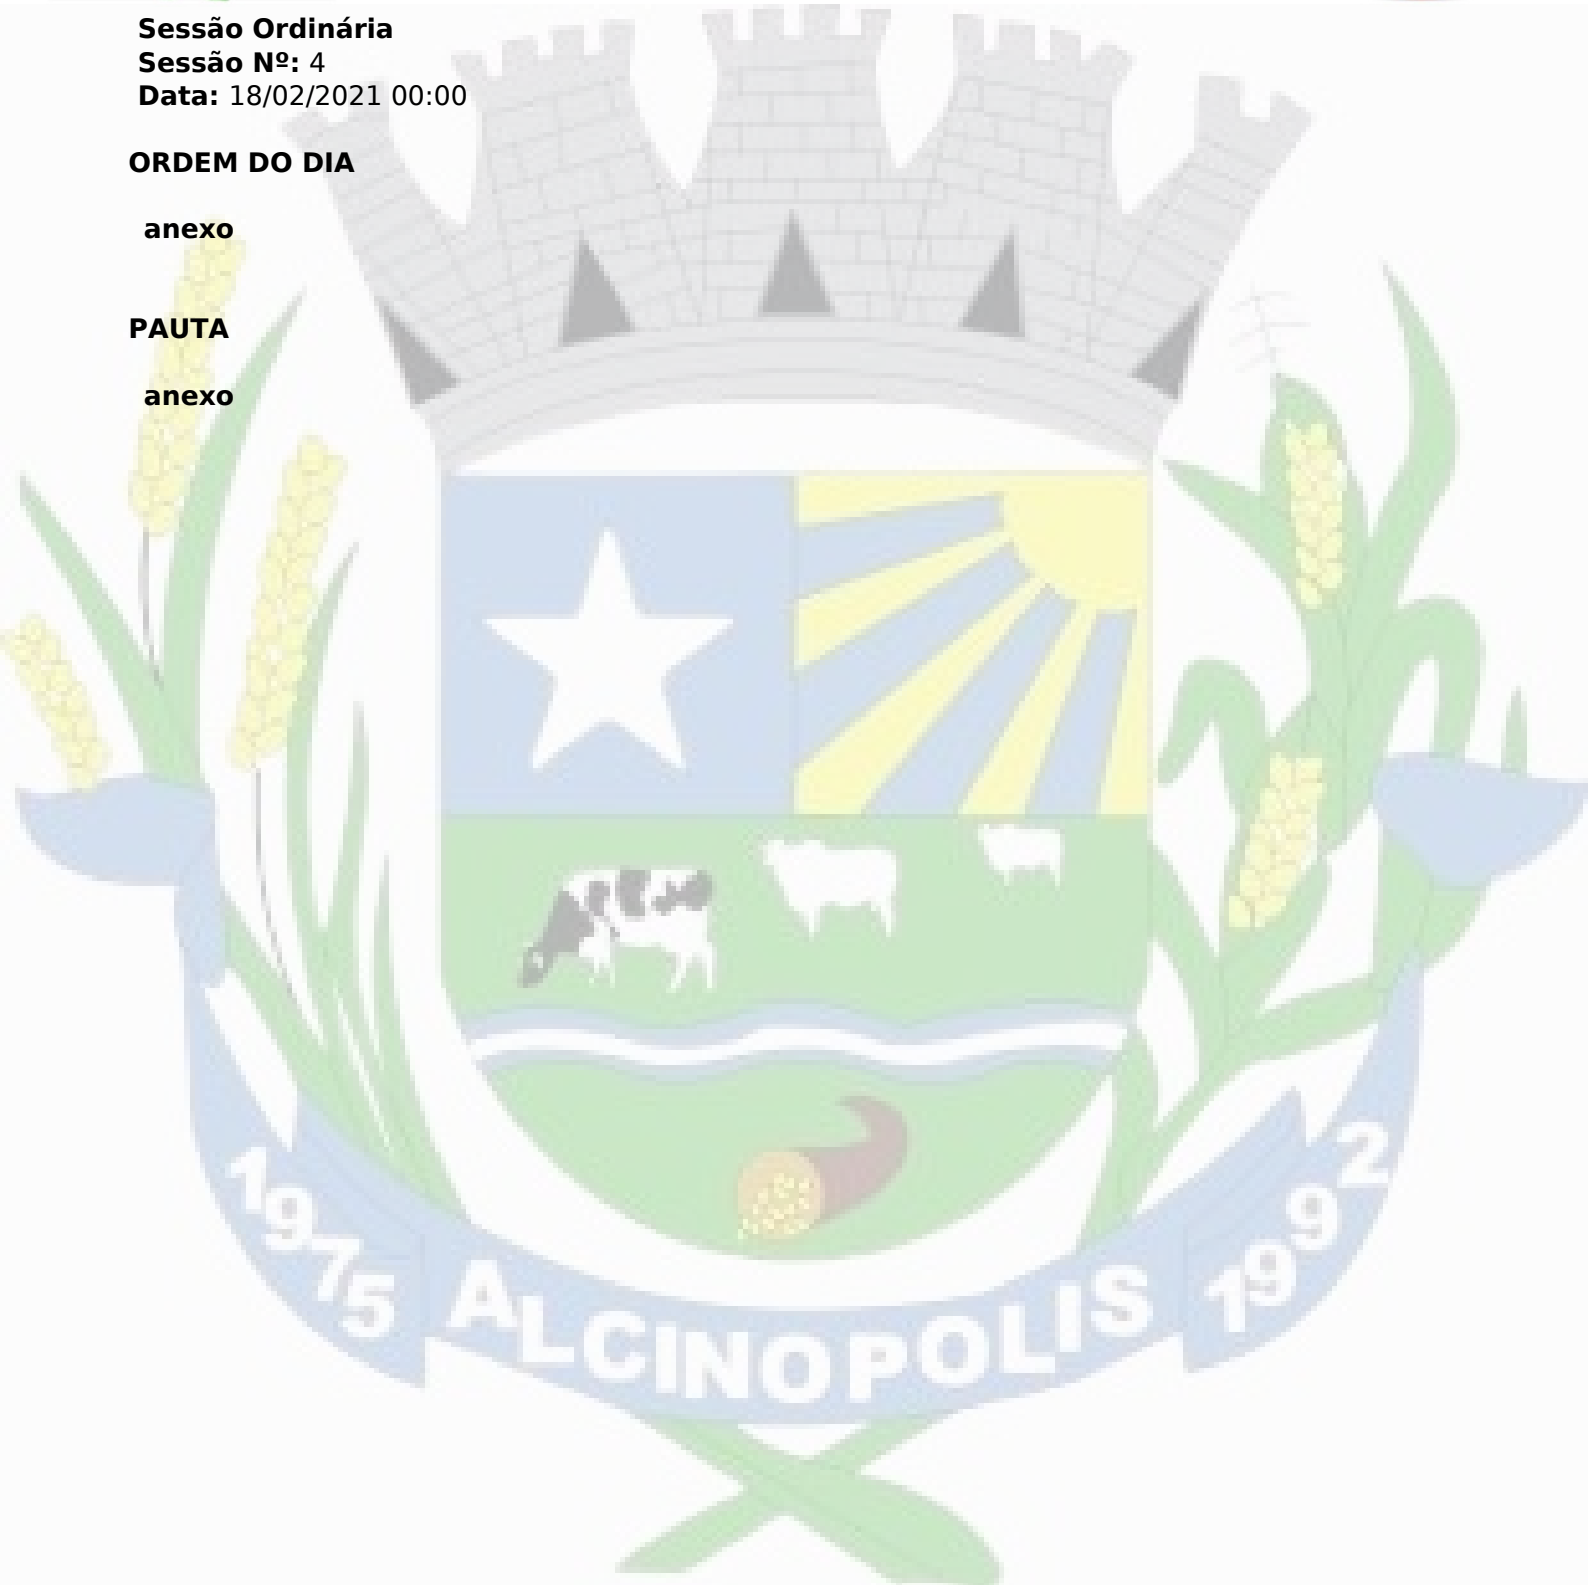 Sessão Ordinária
Sessão Nº: 4
Data: 18/02/2021 00:00
ORDEM DO DIA
anexo
PAUTA
anexo
1975 ALCINOPOLIS 1992